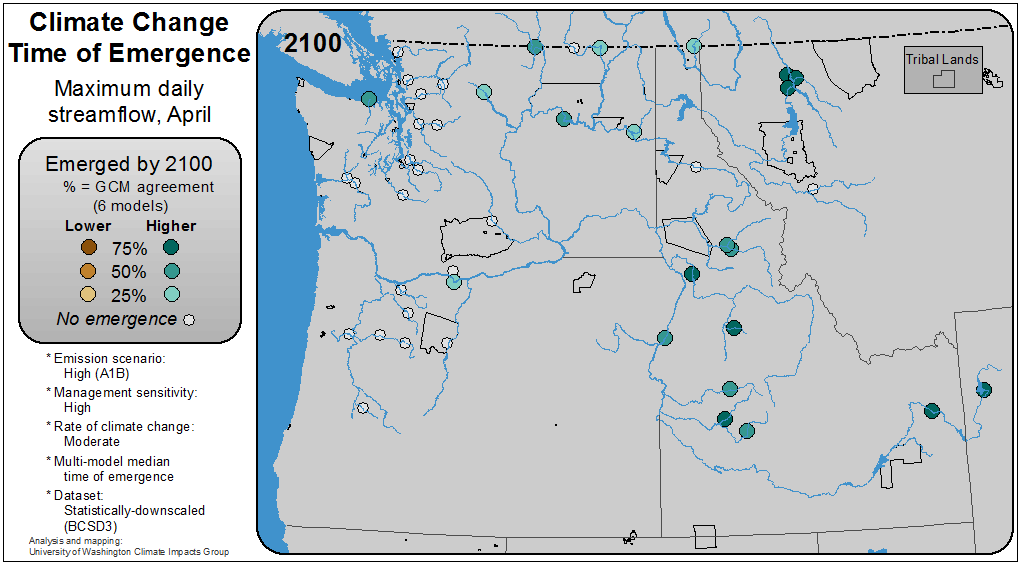 Climate Change
Time of Emergence
Maximum daily
streamflow, April
Emerged by 2100
% = GCM agreement
(6 models)
Lower Higher
75%
50%
25%
No emergence
* Emission scenario:
High (A1B)
* Management sensitivity:
High
* Rate of climate change:
Moderate
* Multi-model median
time of emergence
* Dataset:
Statistically-downscaled
(BCSD3)
Analysis and mapping:
University of Washington Climate Impacts Group
2100
Tribal Lands